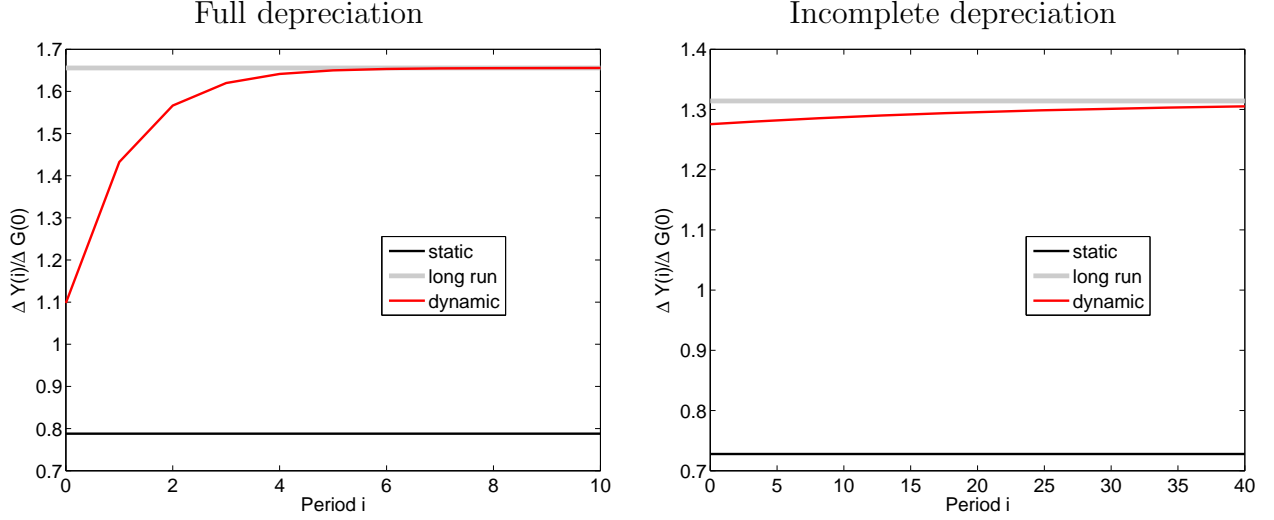 Full depreciation
1.7
1.6
1.5
1.4
1.3
1.2
1.1
1
0.9
0.8
0.7
Δ Y(i)/Δ G(0)
static
long run
dynamic
0 2 4 6 8 10
Period i
Incomplete depreciation
1.4
1.3
1.2
1.1
1
0.9
0.8
0.7
Δ Y(i)/Δ G(0)
static
long run
dynamic
0 5 10 15 20 25 30 35 40
Period i